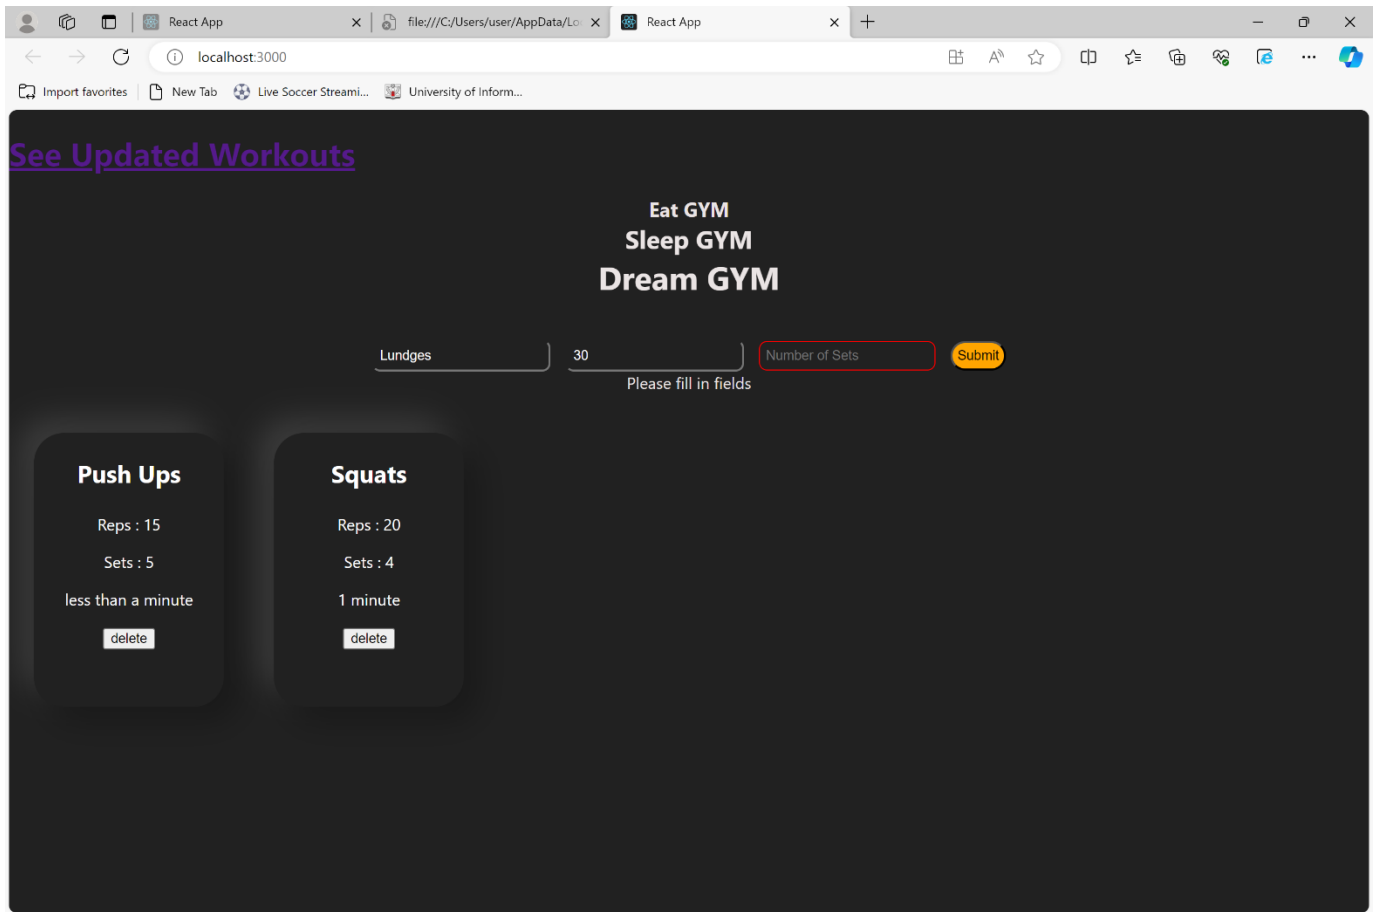 React App
file:///C:/Users/user/AppData/Lo
React App
localhost:3000
Import favorites
New Tab
Live Soccer Streami...
University of Inform...
See Updated Workouts
Eat GYM
Sleep GYM
Dream GYM
Lundges 30 Number of Sets Submit
Please fill in fields
Push Ups
Reps : 15
Sets : 5
less than a minute
delete
Squats
Reps : 20
Sets : 4
1 minute
delete